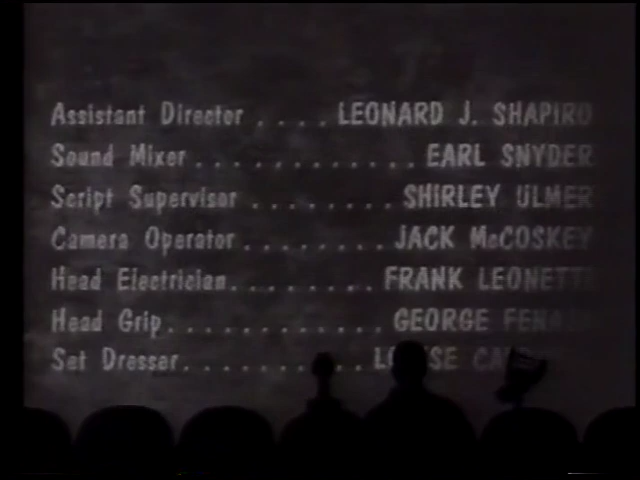 Assistant Director . . . . LEONARD J. SHAPIRO
Sound Mixer . . . . . . . . . . . . . EARL SNYDER
Script Supervisor . . . . . . . . SHIRLEY ULMER
Camera Operator . . . . . . . . JACK McCOSKEY
Head Electrician. . . . . . . . FRANK LEONETTI
Head Grip. . . . . . . . . . . . . GEORGE
Set Dresser. . . . . . . . . . .